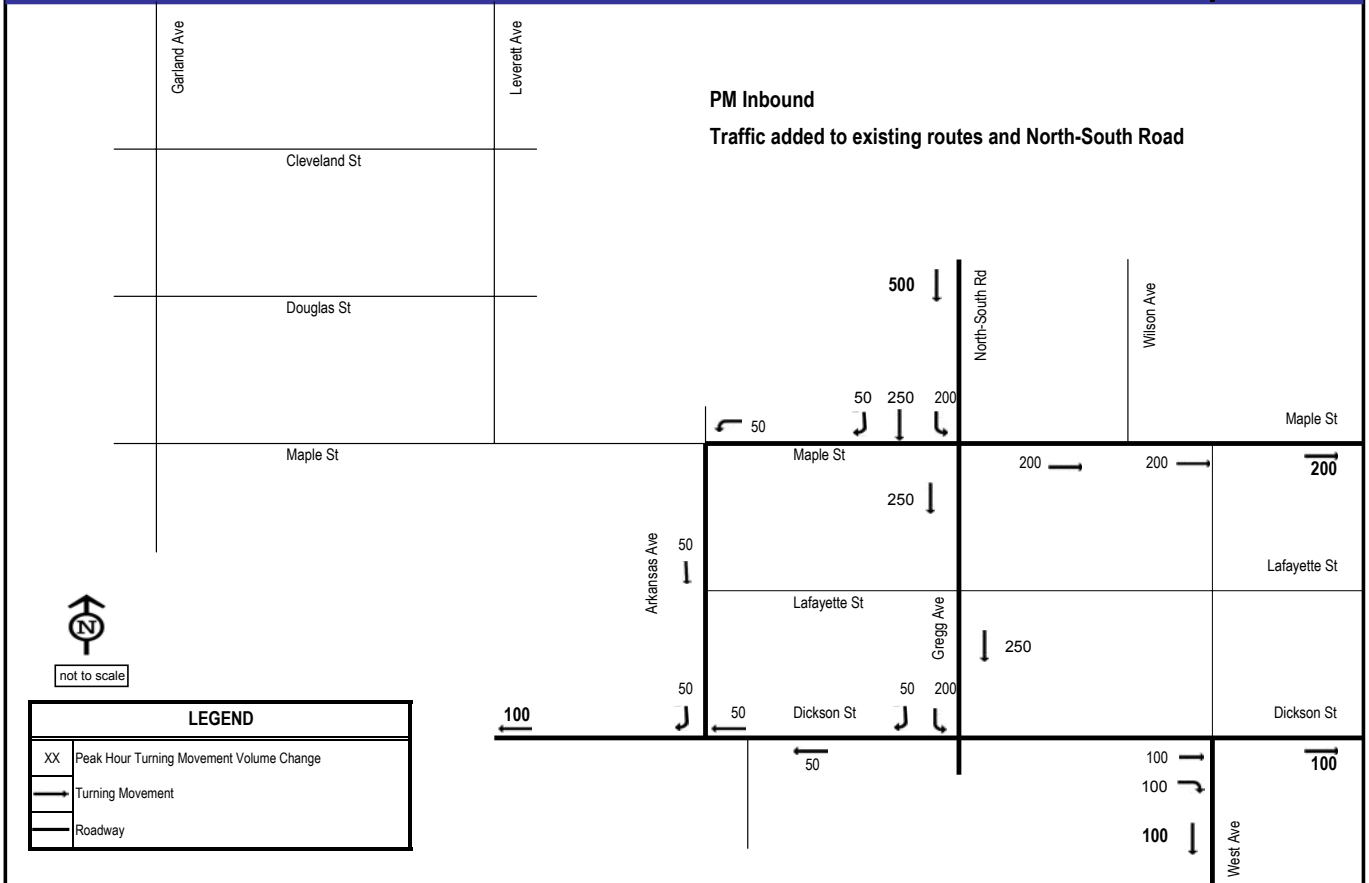 Garland Ave
Leverett Ave
PM Inbound
Traffic added to existing routes and North-South Road
Cleveland St
Douglas St
500
North-South Rd
Wilson Ave
50 250 200
50
Maple St
Maple St
Maple St
200
200
200
250
Arkansas Ave
50
Lafayette St
Lafayette St
Gregg Ave
250
N
not to scale
50
50 200
100
50
Dickson St
Dickson St
50
100
100
100
100
West Ave
LEGEND
XX Peak Hour Turning Movement Volume Change
Turning Movement
Roadway